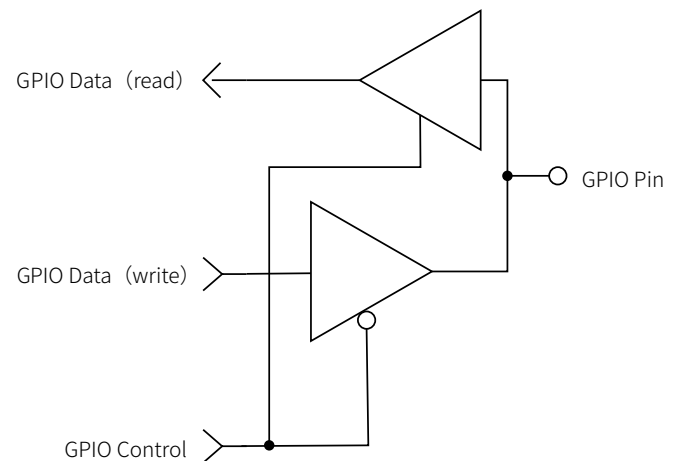 GPIO Data（read）
GPIO Pin
GPIO Data（write）
GPIO Control